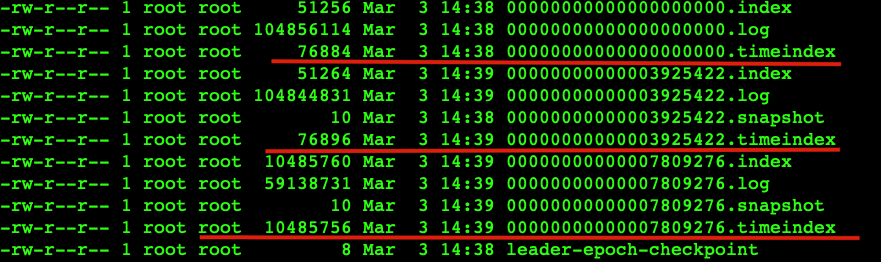 -rw-r--r-- 1 root root 51256 Mar 3 14:38 00000000000000000000.index
-rw-r--r-- 1 root root 104856114 Mar 3 14:38 00000000000000000000.log
-rw-r--r-- 1 root root 76884 Mar 3 14:38 00000000000000000000.timeindex
-rw-r--r-- 1 root root 51264 Mar 3 14:39 00000000000003925422.index
-rw-r--r-- 1 root root 104844831 Mar 3 14:39 00000000000003925422.log
-rw-r--r-- 1 root root 10 Mar 3 14:39 00000000000003925422.snapshot
-rw-r--r-- 1 root root 76896 Mar 3 14:39 00000000000003925422.timeindex
-rw-r--r-- 1 root root 10485760 Mar 3 14:39 00000000000007809276.index
-rw-r--r-- 1 root root 59138731 Mar 3 14:39 00000000000007809276.log
-rw-r--r-- 1 root root 10 Mar 3 14:39 00000000000007809276.snapshot
-rw-r--r-- 1 root root 10485756 Mar 3 14:39 00000000000007809276.timeindex
-rw-r--r-- 1 root root 8 Mar 3 14:38 leader-epoch-checkpoint